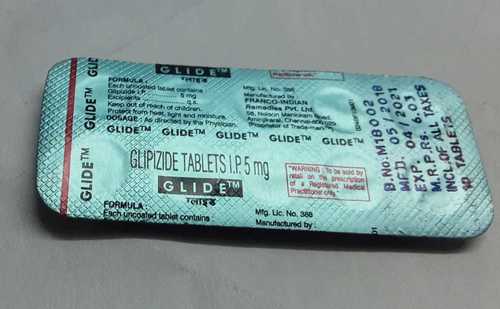 GLIDE™
GLIDE™
GLIDE™
GLIDE™
FORMULA :
Each uncoated tablet contains
Glipizide I.P. 5 mg
Excipients q.s.
Keep out of reach of children.
Protect from heat, light and moisture.
DOSAGE : As directed by the Physician.
Mfg. Lic. No. 388
Manufactured by :
FRANCO-INDIAN
Remedies Pvt. Ltd.
GLIDE™ GLIDE™ GLIDE™ GLIDE™ GLIDE™
GLIPIZIDE TABLETS I.P. 5 mg
GLIDE™
"WARNING : To be sold by
retail on the prescription
of a Registered Medical
Practitioner only."
FORMULA :
Each uncoated tablet contains
Mfg. Lic. No. 388
Manufactured by :
B.No. M18002
MFD. 05/2018
EXP. 04/2021
M.R.P.Rs. 6.03
INCL.OF ALL TAXES
10 TABLETS